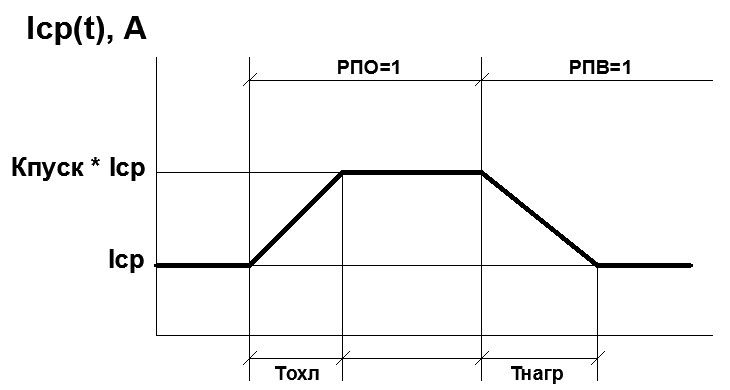 Iср(t), А
РПО=1 РПВ=1
Кпуск * Iср
Iср
Тохл Тнагр